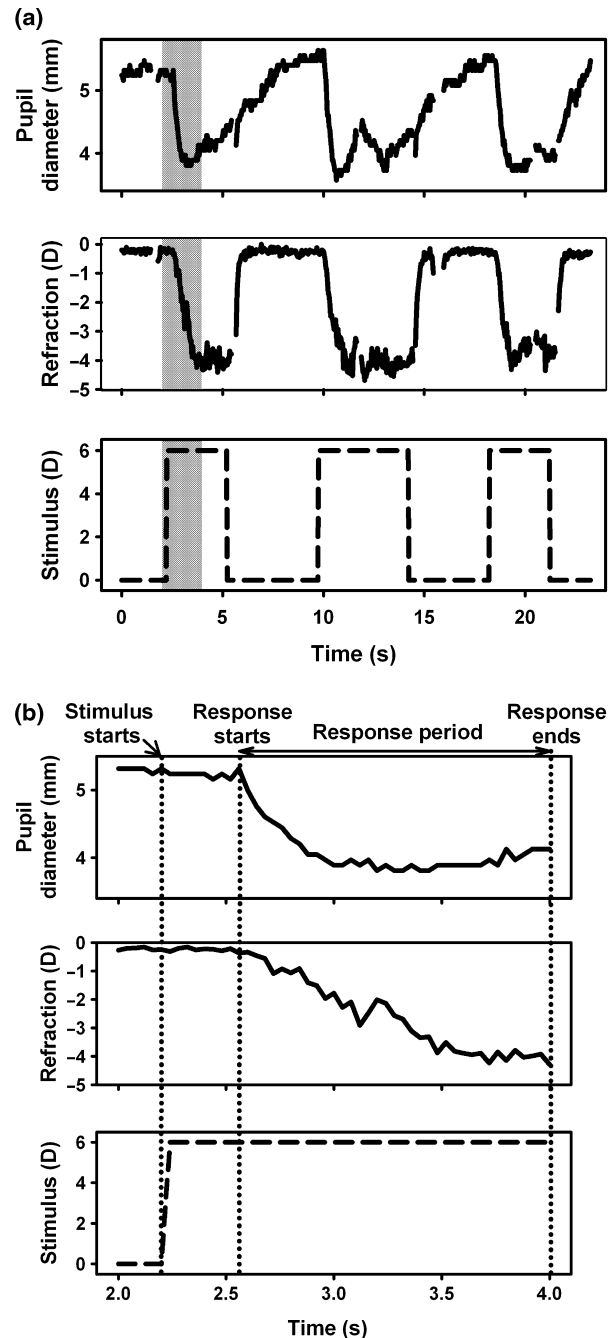 (a)
Pupil
diameter (mm)
5
4
Refraction (D)
0
−1
−2
−3
−4
−5
Stimulus (D)
6
4
2
0
0 5 10 15 20
Time (s)
(b)
Stimulus
starts
Response
starts
Response period
Response
ends
Pupil
diameter (mm)
5
4
Refraction (D)
0
−1
−2
−3
−4
−5
Stimulus (D)
6
4
2
0
2.0 2.5 3.0 3.5 4.0
Time (s)